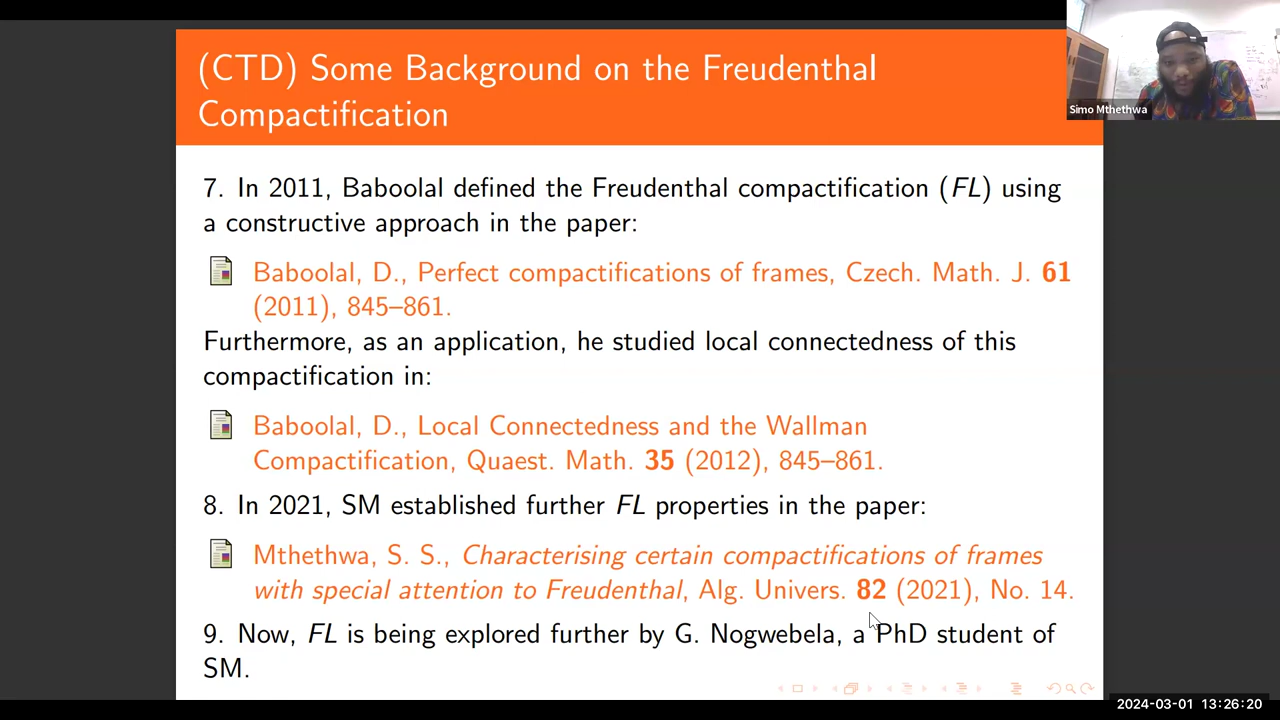 (CTD) Some Background on the Freudenthal
Compactification
Simo Mthethwa
7. In 2011, Baboolal defined the Freudenthal compactification (FL) using
a constructive approach in the paper:
Baboolal, D., Perfect compactifications of frames, Czech. Math. J. 61
(2011), 845–861.
Furthermore, as an application, he studied local connectedness of this
compactification in:
Baboolal, D., Local Connectedness and the Wallman
Compactification, Quaest. Math. 35 (2012), 845–861.
8. In 2021, SM established further FL properties in the paper:
Mthethwa, S. S., Characterising certain compactifications of frames
with special attention to Freudenthal, Alg. Univers. 82 (2021), No. 14.
9. Now, FL is being explored further by G. Nogwebela, a PhD student of
SM.
2024-03-01 13:26:20